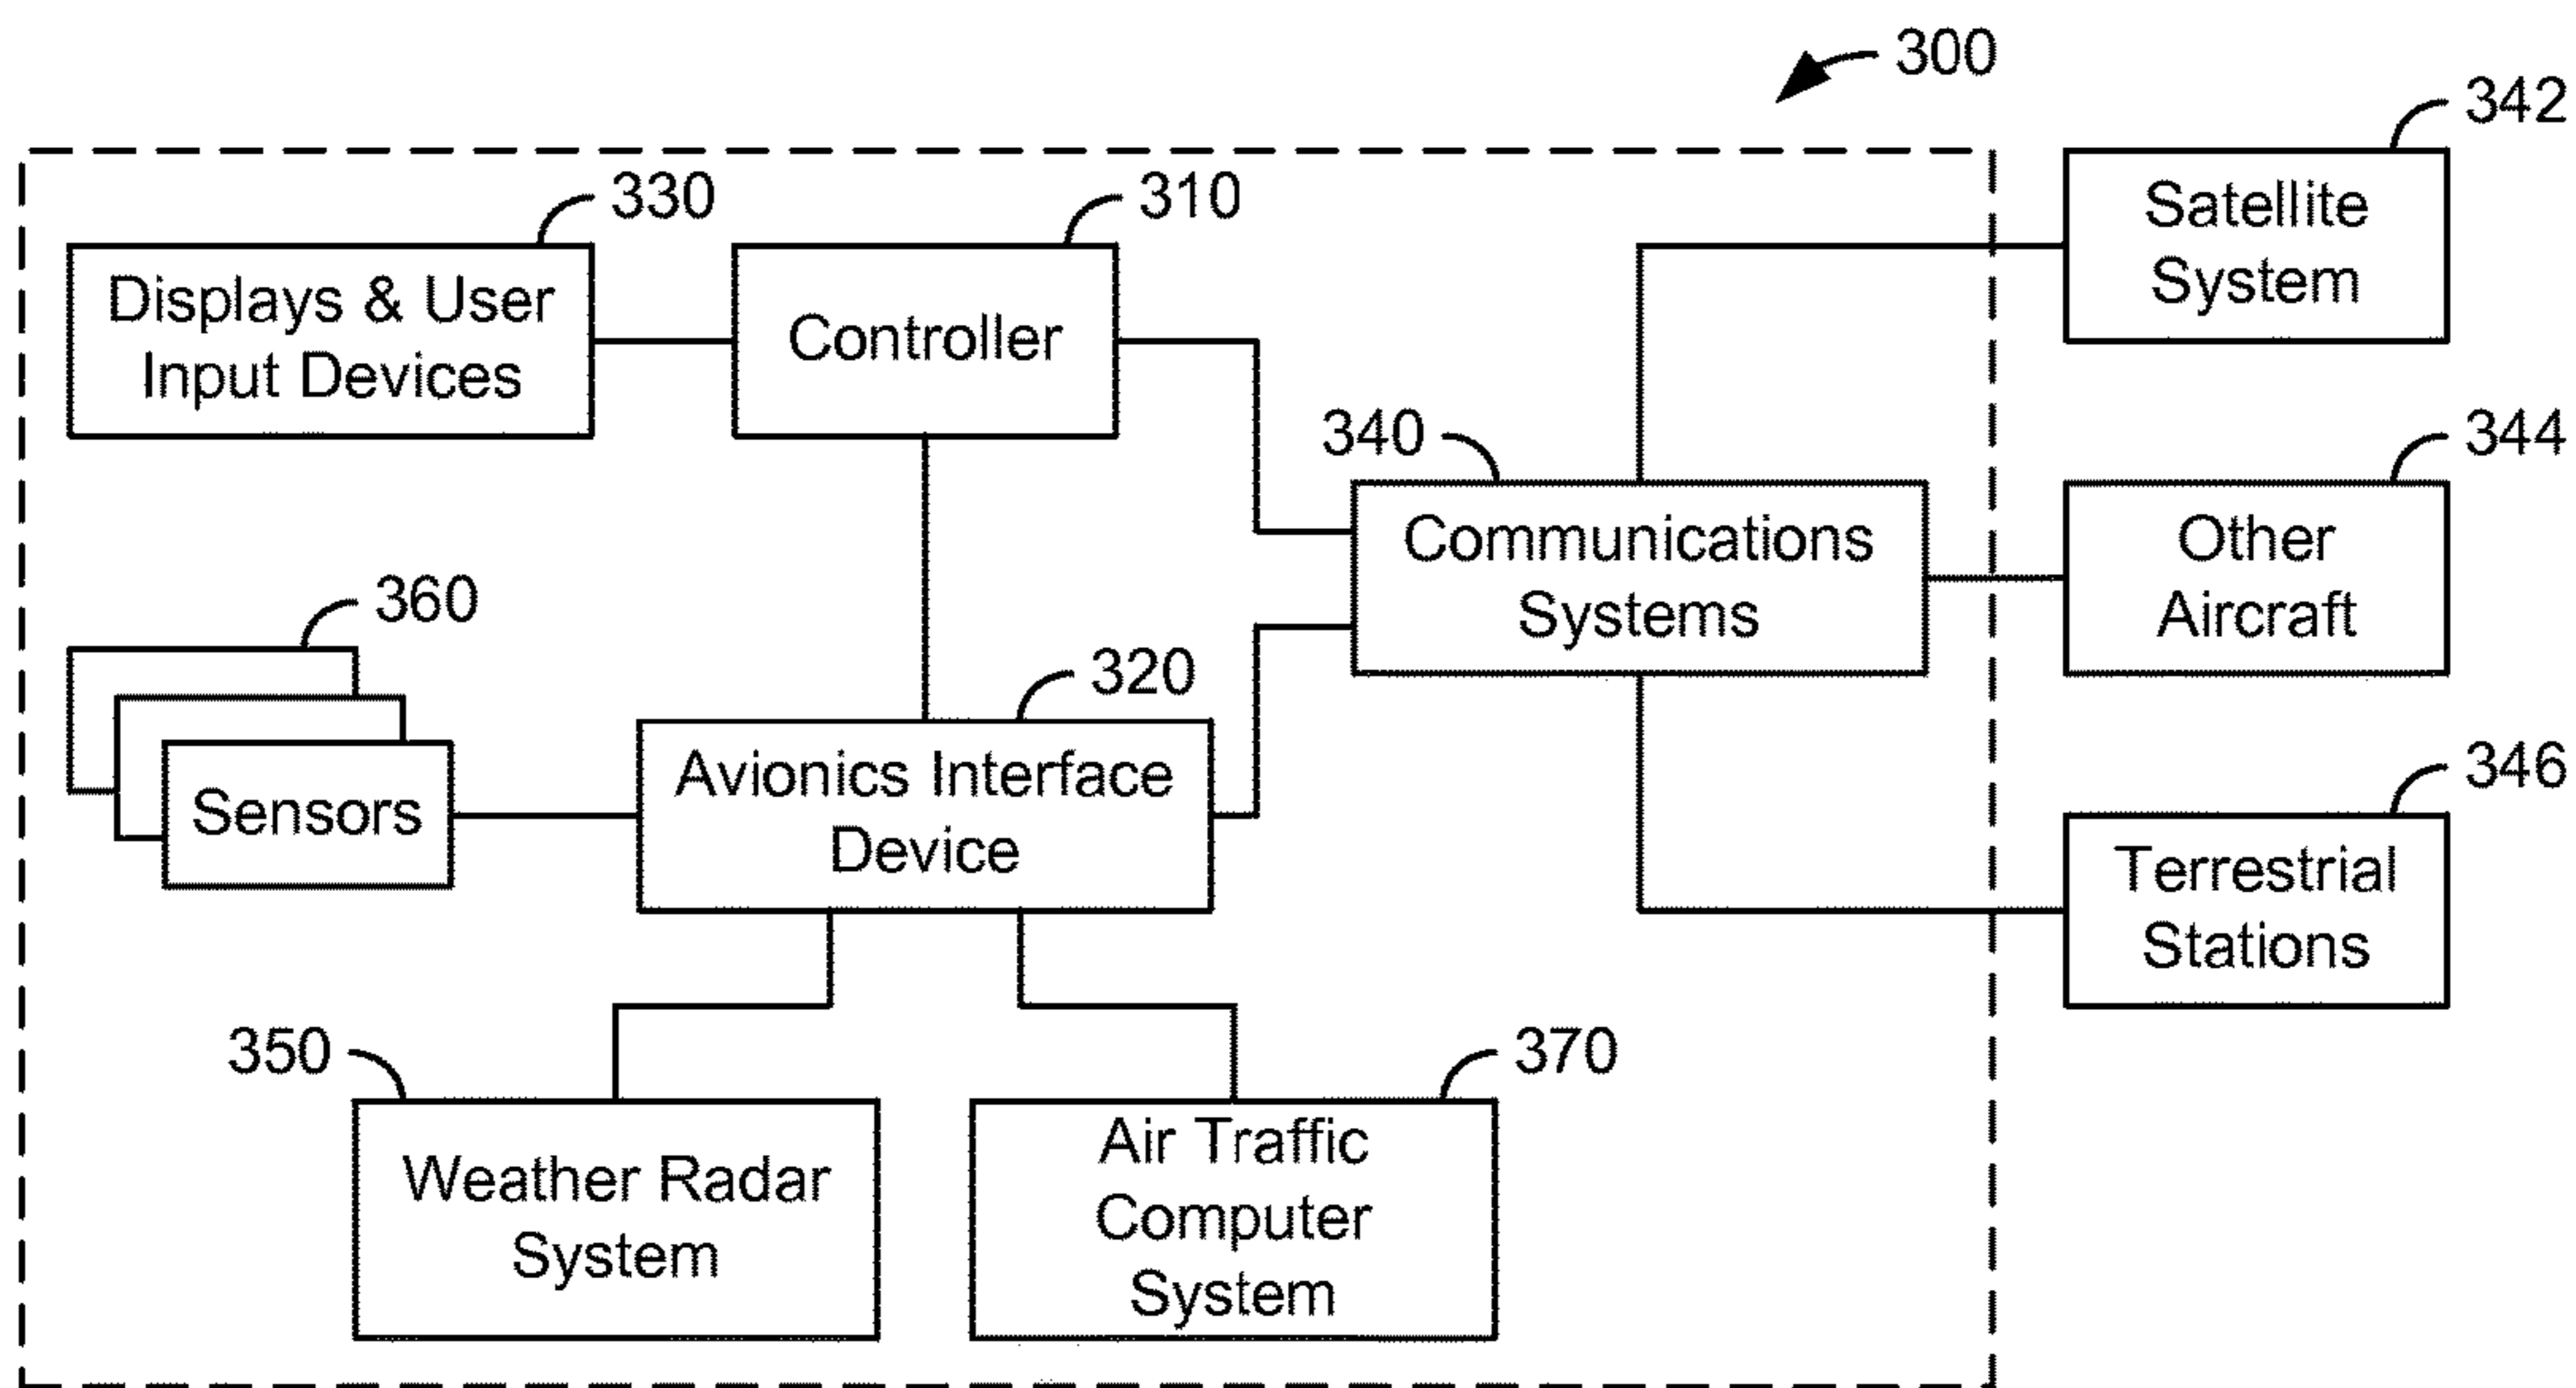 300
342
Satellite
System
330
310
Displays & User
Input Devices
Controller
340
344
Communications
Systems
Other
Aircraft
360
Sensors
320
Avionics Interface
Device
346
Terrestrial
Stations
350
Weather Radar
System
370
Air Traffic
Computer
System